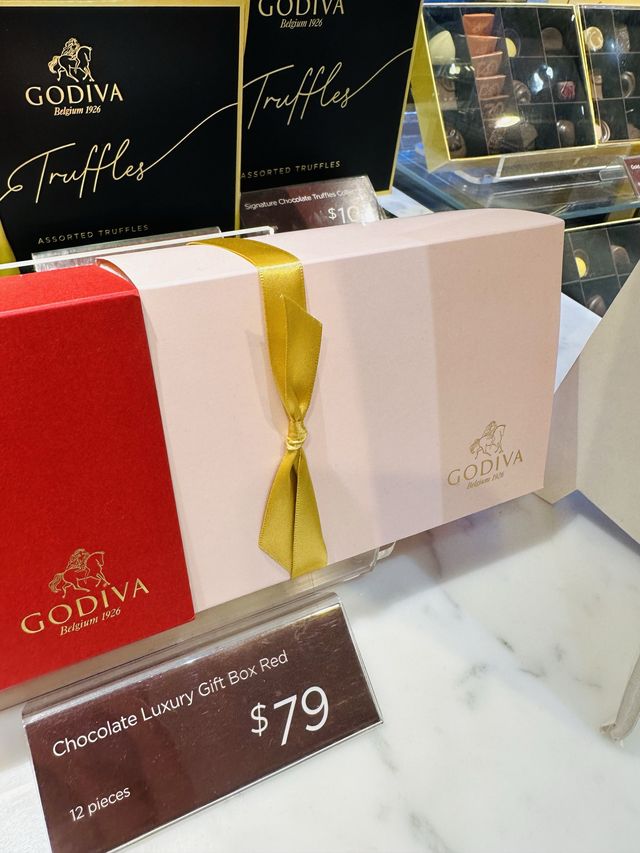 GODIVA
Belgium 1926
Truffles
ASSORTED TRUFFLES
GODIVA
Belgium 1926
Truffles
ASSORTED TRUFFLES
Signature Chocolate Truffles
GODIVA
Belgium 1926
GODIVA
Belgium 1926
Chocolate Luxury Gift Box Red
$79
12 pieces